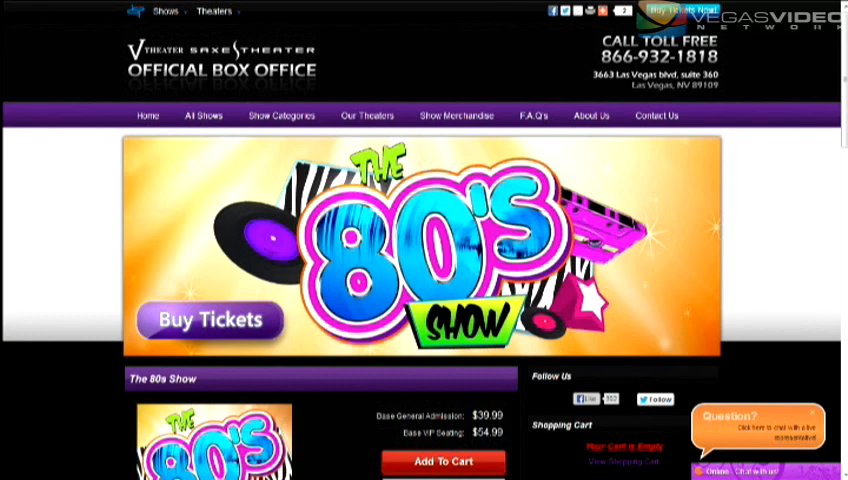 Shows Theaters
2
Buy Tickets Now!
VEGASVIDEO
NETWORK
V THEATER SAXE THEATER
OFFICIAL BOX OFFICE
CALL TOLL FREE
866-932-1818
3663 Las Vegas blvd, suite 360
Las Vegas, NV 89109
Home All Shows Show Categories Our Theaters Show Merchandise F.A.Q's About Us Contact Us
THE
80's
SHOW
Buy Tickets
The 80s Show
Follow Us
Like
Follow
THE
80's
Base General Admission: $39.99
Base VIP Seating: $54.99
Add To Cart
Shopping Cart
Your Cart is Empty
View Shopping Cart
Question?
Click here to chat with a live
representative!
Online - Chat with us!